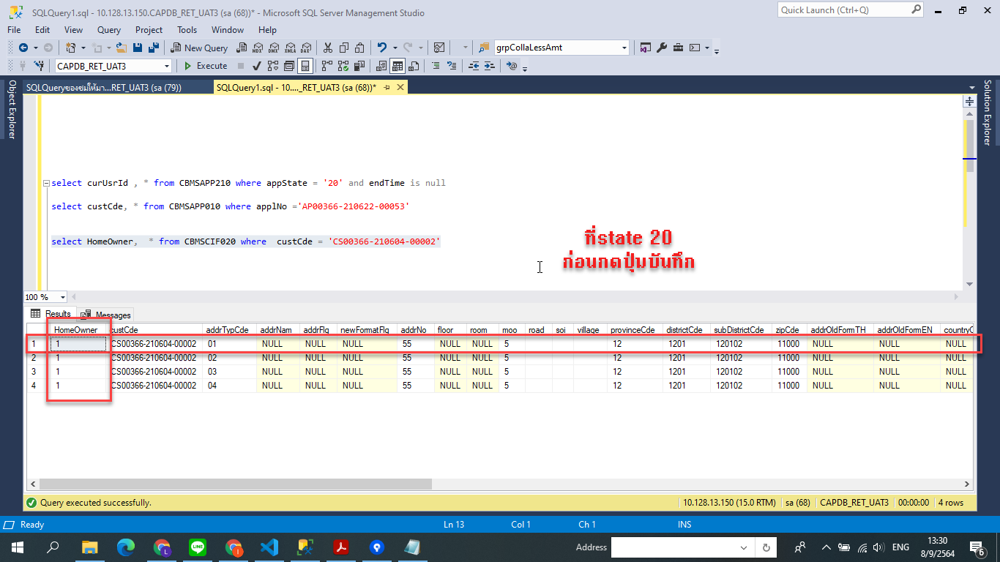 SQLQuery1.sql - 10.128.13.150.CAPDB_RET_UAT3 (sa (68))* - Microsoft SQL Server Management Studio
Quick Launch (Ctrl+Q)
File Edit View Query Project Tools Window Help
New Query
MDX DMX XMLA DAX
grpCollaLessAmt
CAPDB_RET_UAT3
Execute
SQLQueryของชมให้มา...RET_UAT3 (sa (79))
SQLQuery1.sql - 10...._RET_UAT3 (sa (68))*
Object Explorer
Solution Explorer
select curUsrId , * from CBMSAPP210 where appState = '20' and endTime is null
select custCde, * from CBMSAPP010 where applNo ='AP00366-210622-00053'
select HomeOwner,  * from CBMSCIF020 where  custCde = 'CS00366-210604-00002'
ที่state 20
ก่อนกดปุ่มบันทึก
100 %
Results Messages
HomeOwner custCde addrTypCde addrNam addrFlg newFormatFlg addrNo floor room moo road soi village provinceCde districtCde subDistrictCde zipCde addrOldFormTH addrOldFormEN
1 1 CS00366-210604-00002 01 NULL NULL NULL 55 NULL NULL 5 12 1201 120102 11000 NULL NULL NULL
2 1 CS00366-210604-00002 02 NULL NULL NULL 55 NULL NULL 5 12 1201 120102 11000 NULL NULL NULL
3 1 CS00366-210604-00002 03 NULL NULL NULL 55 NULL NULL 5 12 1201 120102 11000 NULL NULL NULL
4 1 CS00366-210604-00002 04 NULL NULL NULL 55 NULL NULL 5 12 1201 120102 11000 NULL NULL NULL
Query executed successfully.
10.128.13.150 (15.0 RTM) sa (68) CAPDB_RET_UAT3 00:00:00 4 rows
Ready
Ln 13 Col 1 Ch 1 INS
Address
ENG
13:30
8/9/2564
6